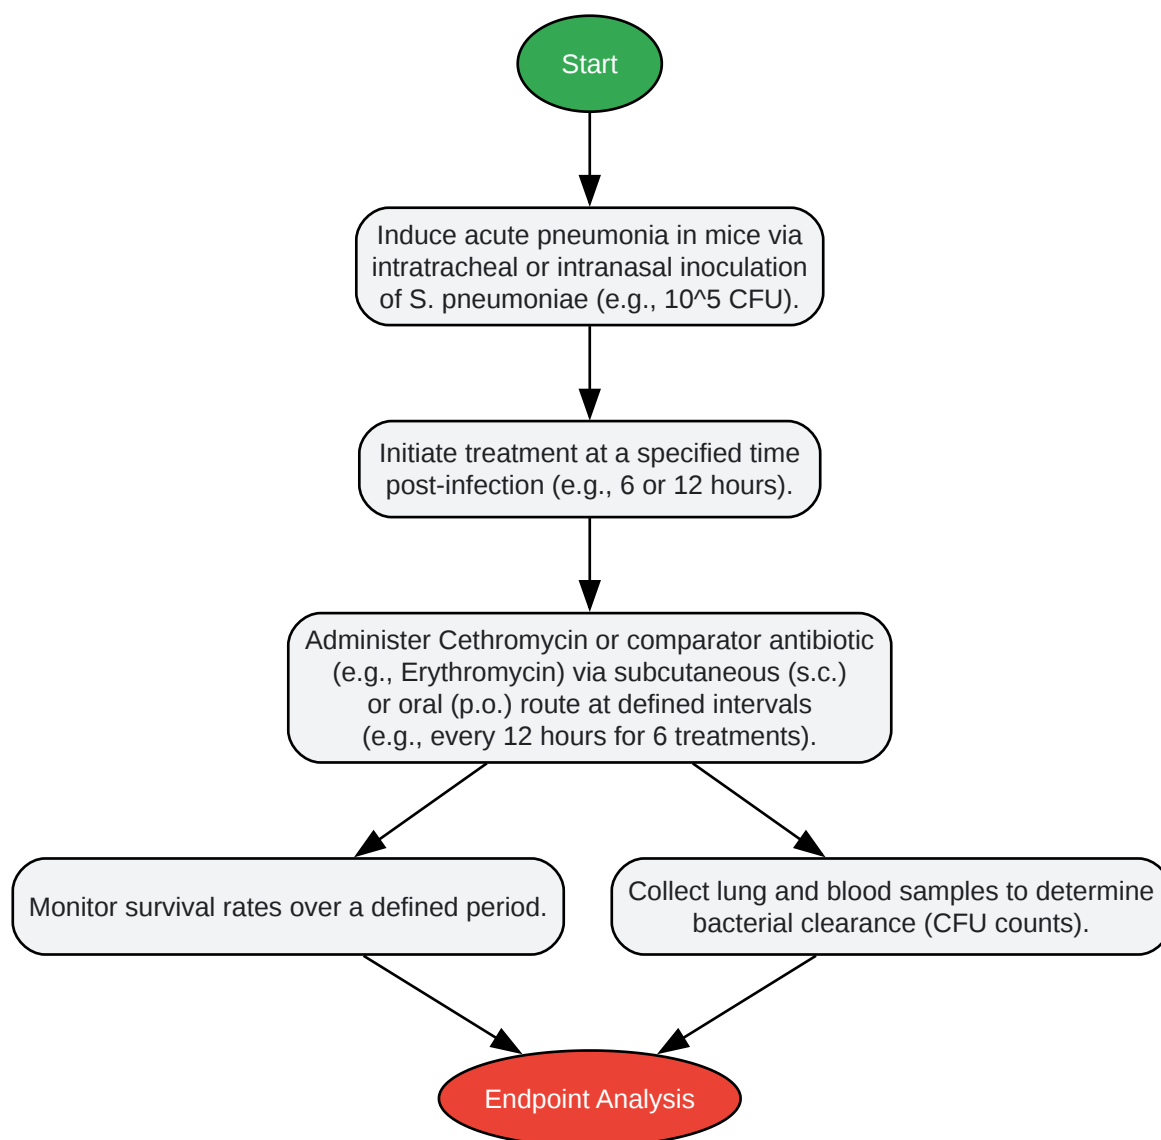 Start
Induce acute pneumonia in mice via
intratracheal or intranasal inoculation
of S. pneumoniae (e.g., 10^5 CFU).
Initiate treatment at a specified time
post-infection (e.g., 6 or 12 hours).
Administer Cethromycin or comparator antibiotic
(e.g., Erythromycin) via subcutaneous (s.c.)
or oral (p.o.) route at defined intervals
(e.g., every 12 hours for 6 treatments).
Monitor survival rates over a defined period.
Collect lung and blood samples to determine
bacterial clearance (CFU counts).
Endpoint Analysis